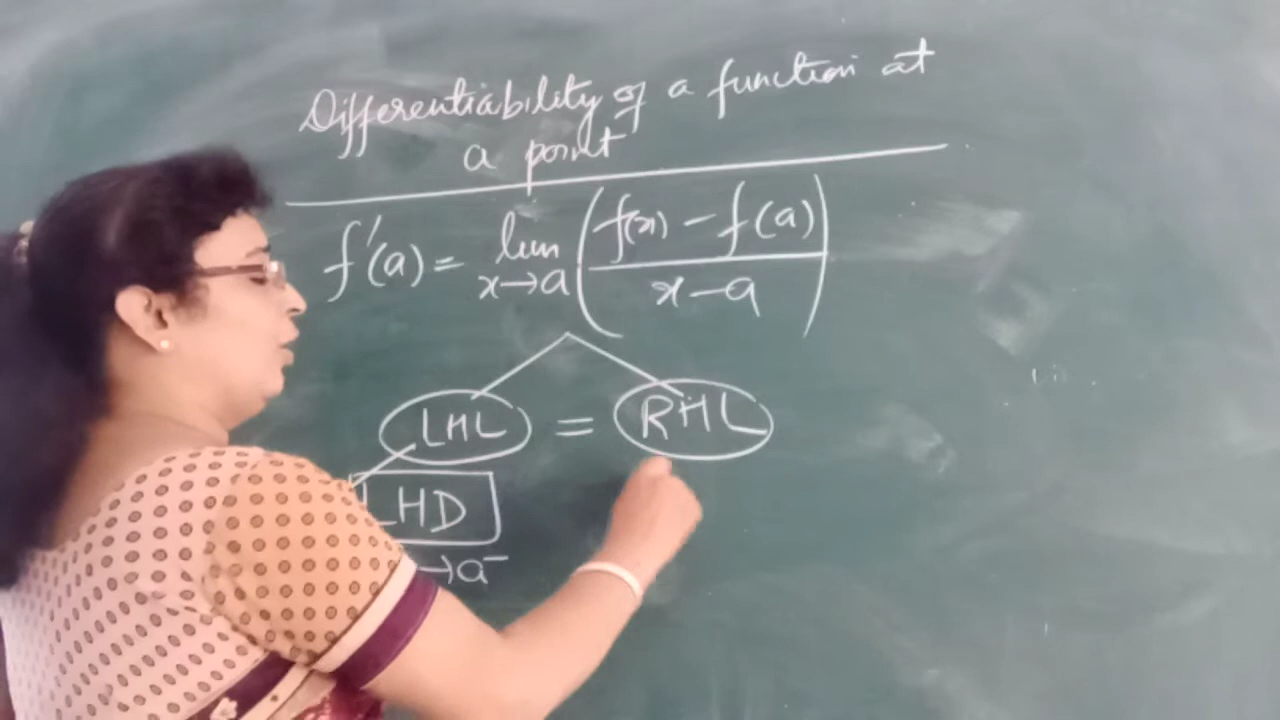 Differentiability of a function at
a point
f'(a) = lim x→a ( f(x) - f(a) / x-a )
LHL = RHL
LHD
→a⁻